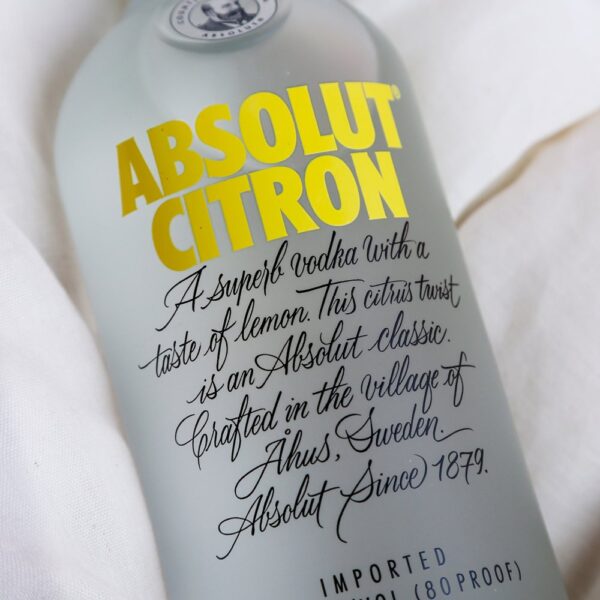 ABSOLUT
CITRON
A superb vodka with a
taste of lemon. This citrus twist
is an Absolut classic.
Crafted in the village of
Åhus, Sweden.
Absolut Since 1879.
IMPORTED
(80 PROOF)